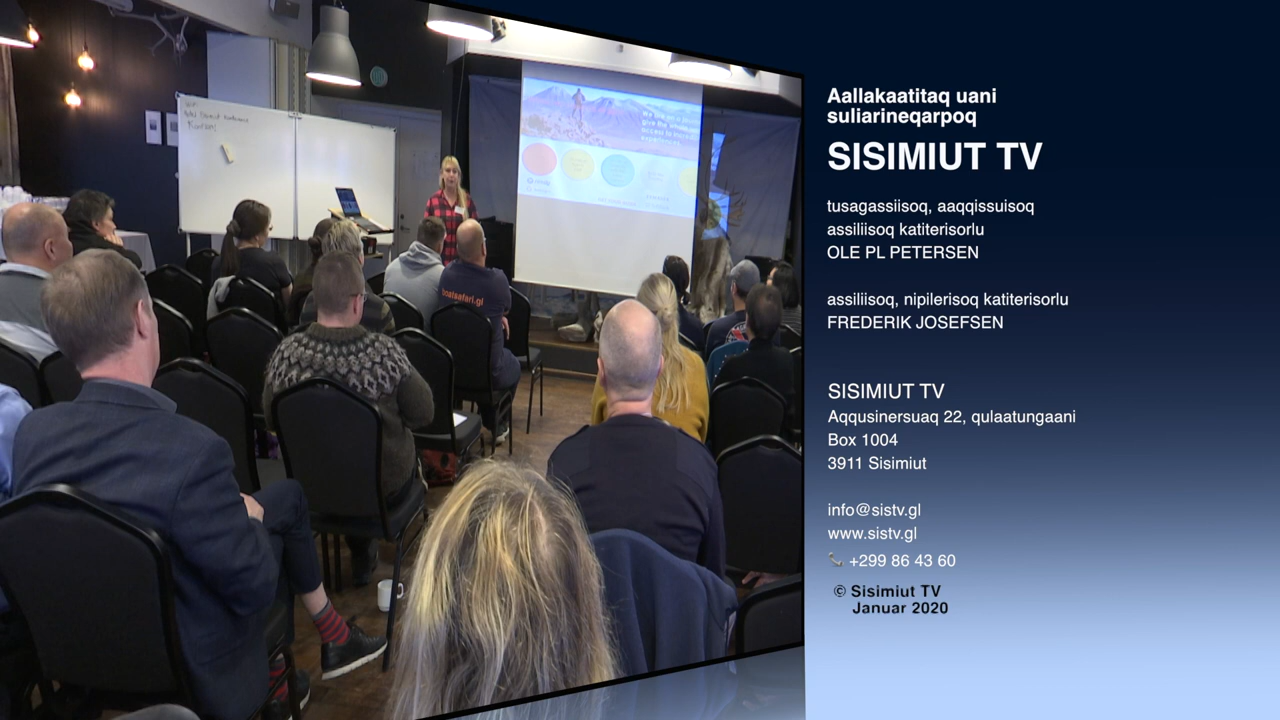 boatsafari.gl
Aallakaatitaq uani
suliarineqarpoq
SISIMIUT TV
tusagassiisoq, aaqqissuisoq
assiliisoq katiterisorlu
OLE PL PETERSEN
assiliisoq, nipilerisoq katiterisorlu
FREDERIK JOSEFSEN
SISIMIUT TV
Aqqusinersuaq 22, qulaatungaani
Box 1004
3911 Sisimiut
info@sistv.gl
www.sistv.gl
+299 86 43 60
© Sisimiut TV
Januar 2020